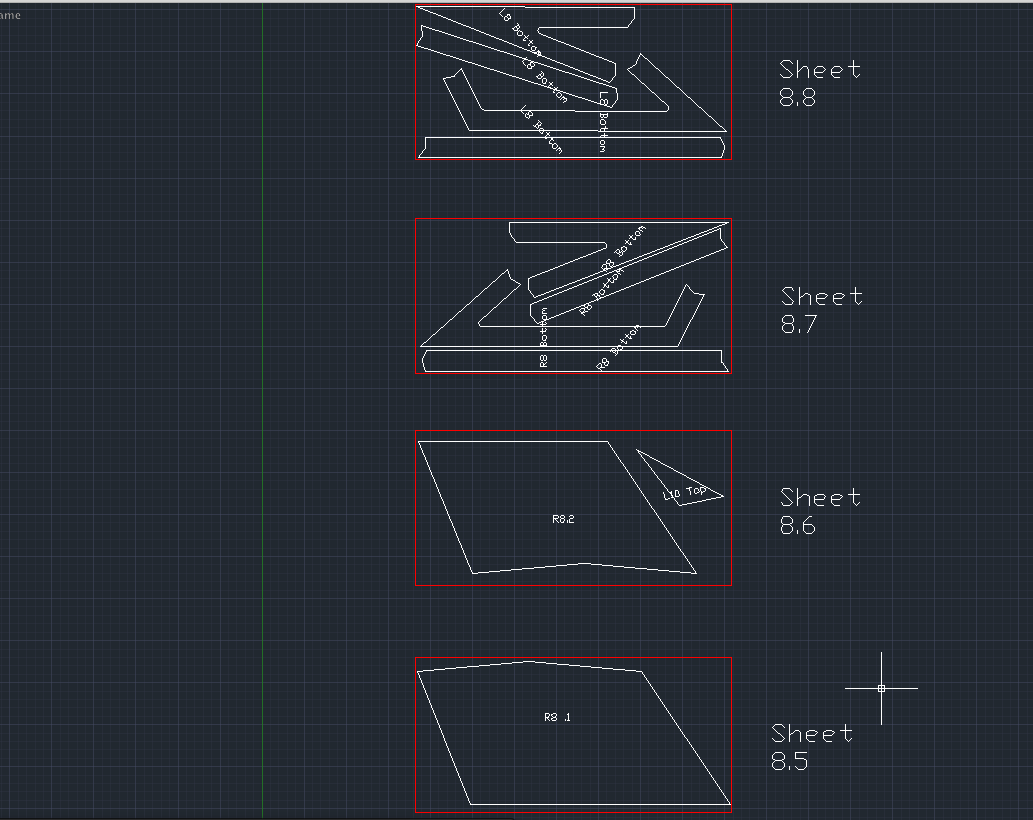 ame
L8 Bottom
L8 Bottom
L8 Bottom
L8 Bottom
Sheet
8.8
R8 Bottom
R8 Bottom
R8 Bottom
R8 Bottom
Sheet
8.7
L10 Top
R8.2
Sheet
8.6
R8 .1
Sheet
8.5